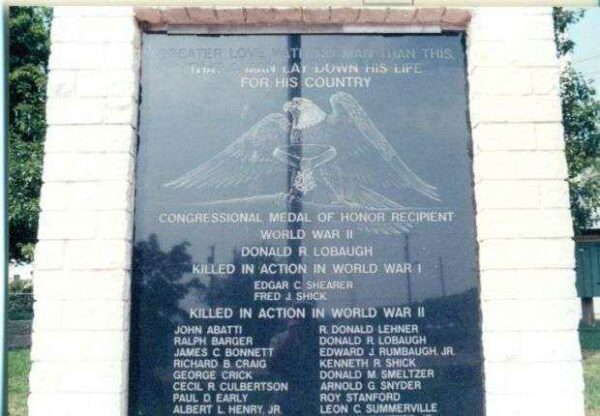 GREATER LOVE HATH NO MAN THAN THIS,
THAT A MAN LAY DOWN HIS LIFE
FOR HIS COUNTRY
CONGRESSIONAL MEDAL OF HONOR RECIPIENT
WORLD WAR II
DONALD R. LOBAUGH
KILLED IN ACTION IN WORLD WAR I
EDGAR C. SHEARER
FRED J. SHICK
KILLED IN ACTION IN WORLD WAR II
JOHN ABATTI R. DONALD LEHNER
RALPH BARGER DONALD R. LOBAUGH
JAMES C. BONNETT EDWARD J. RUMBAUGH, JR.
RICHARD B. CRAIG KENNETH R. SHICK
GEORGE CRICK DONALD M. SMELTZER
CECIL R. CULBERTSON ARNOLD G. SNYDER
PAUL D. EARLY ROY STANFORD
ALBERT L. HENRY, JR. LEON C. SUMMERVILLE